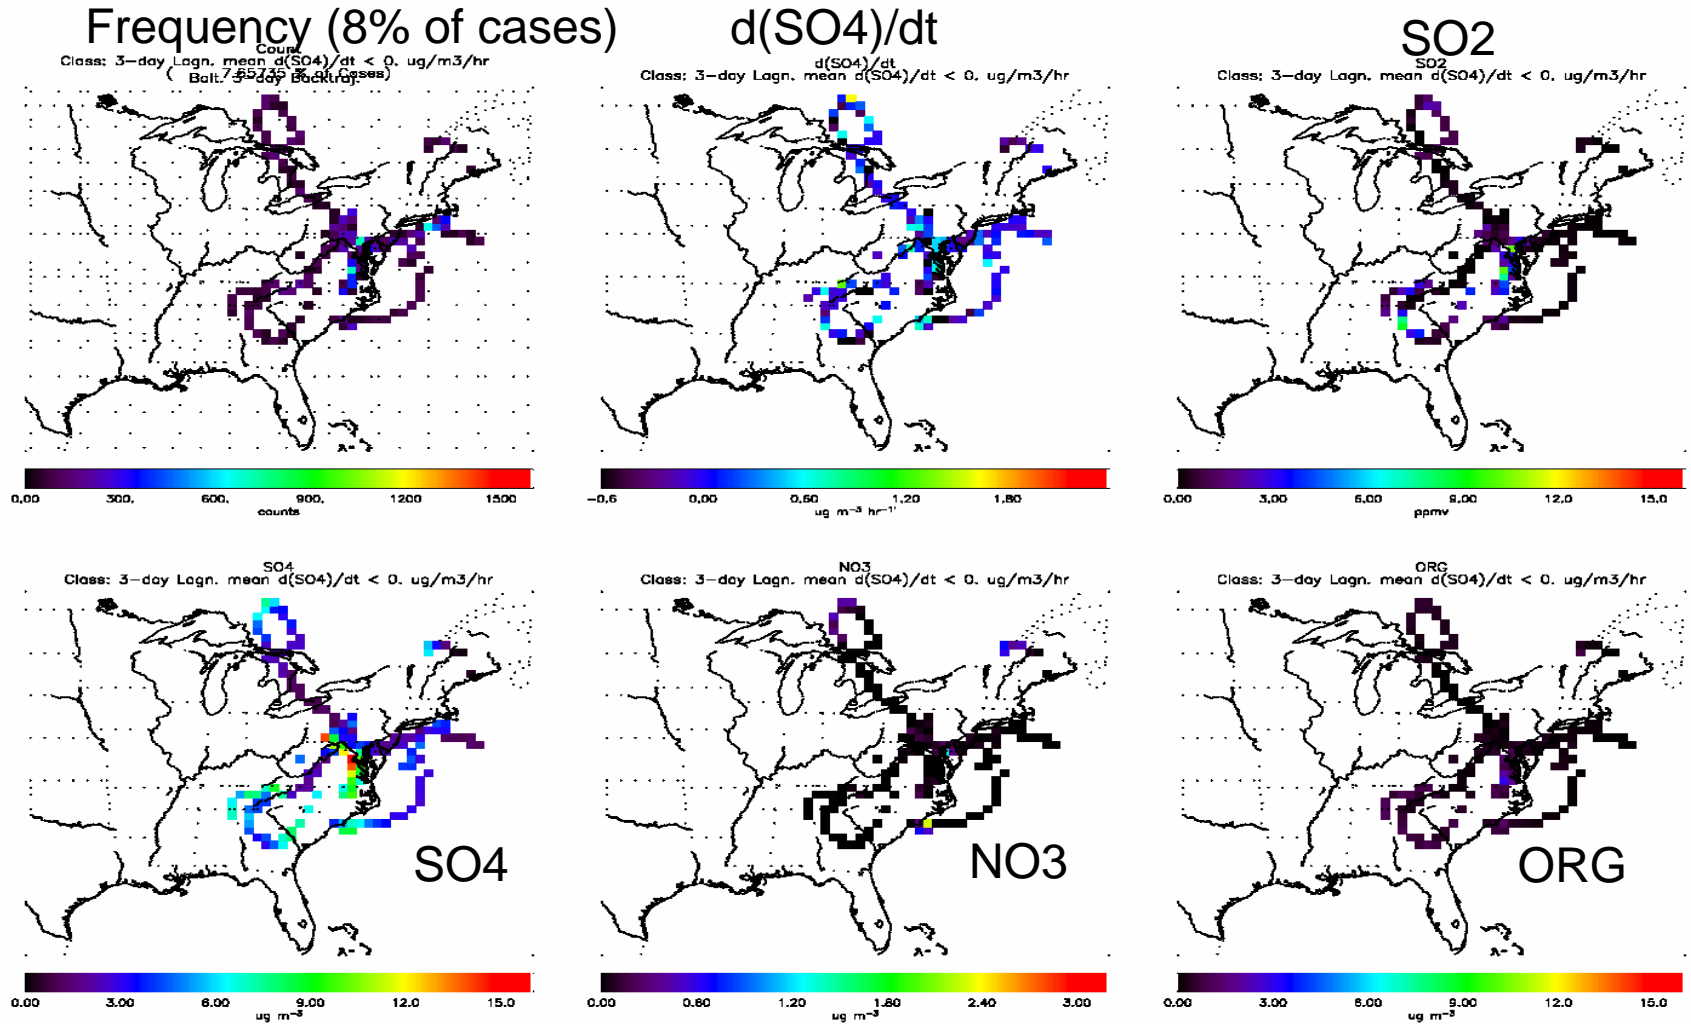 Frequency (8% of cases)
d(SO4)/dt
SO2
Count
Class: 3-day Lagn. mean d(SO4)/dt < 0. ug/m3/hr
( 7.65735 % of Cases)
Balt. 3-day Backtraj.
d(SO4)/dt
Class: 3-day Lagn. mean d(SO4)/dt < 0. ug/m3/hr
SO2
Class: 3-day Lagn. mean d(SO4)/dt < 0. ug/m3/hr
0.00 300. 600. 900. 1200 1500
counts
-0.6 0.00 0.60 1.20 1.80
ug m-3 hr-1
0.00 3.00 6.00 9.00 12.0 15.0
ppmv
SO4
Class: 3-day Lagn. mean d(SO4)/dt < 0. ug/m3/hr
NO3
Class: 3-day Lagn. mean d(SO4)/dt < 0. ug/m3/hr
ORG
Class: 3-day Lagn. mean d(SO4)/dt < 0. ug/m3/hr
SO4
NO3
ORG
0.00 3.00 6.00 9.00 12.0 15.0
ug m-3
0.00 0.60 1.20 1.80 2.40 3.00
ug m-3
0.00 3.00 6.00 9.00 12.0 15.0
ug m-3